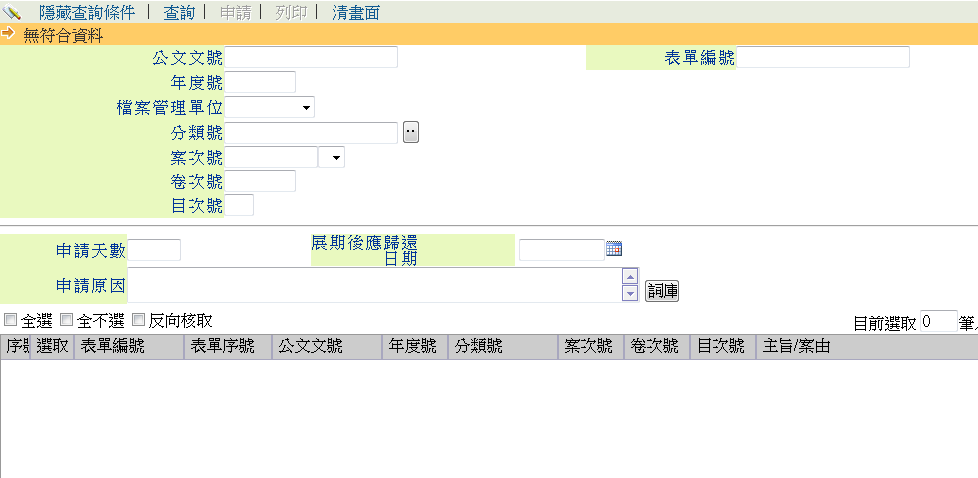 隱藏查詢條件 | 查詢 | 申請 | 列印 | 清畫面
無符合資料
公文文號 表單編號
年度號
檔案管理單位
分類號 ..
案次號
卷次號
目次號
申請天數 展期後應歸還
日期
申請原因 詞庫
全選 全不選 反向核取 目前選取 0 筆
選取 表單編號 表單序號 公文文號 年度號 分類號 案次號 卷次號 目次號 主旨/案由